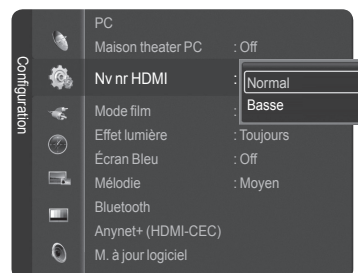 Configuration
PC
Maison theater PC : Off
Nv nr HDMI : Normal
Basse
Mode film
Effet lumière : Toujours
Écran Bleu : Off
Mélodie : Moyen
Bluetooth
Anynet+ (HDMI-CEC)
M. à jour logiciel